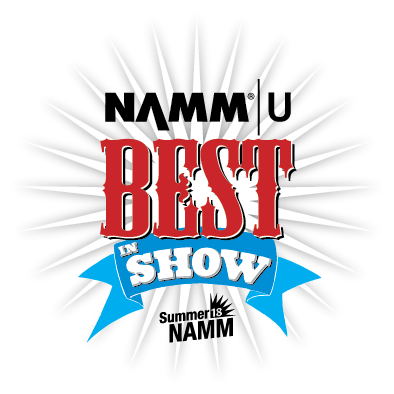 NAMM® | U
BEST
IN SHOW
Summer 18
NAMM